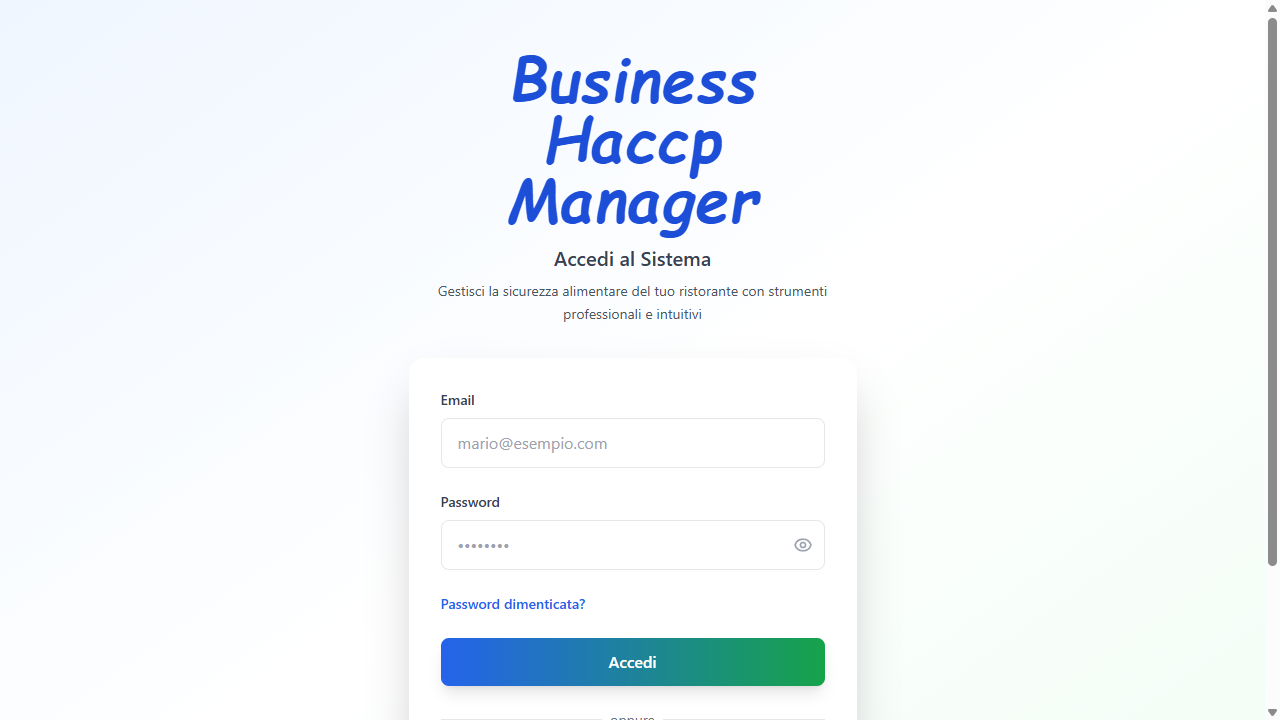 Business
Haccp
Manager
Accedi al Sistema
Gestisci la sicurezza alimentare del tuo ristorante con strumenti
professionali e intuitivi
Email
mario@esempio.com
Password
••••••••
Password dimenticata?
Accedi
oppure